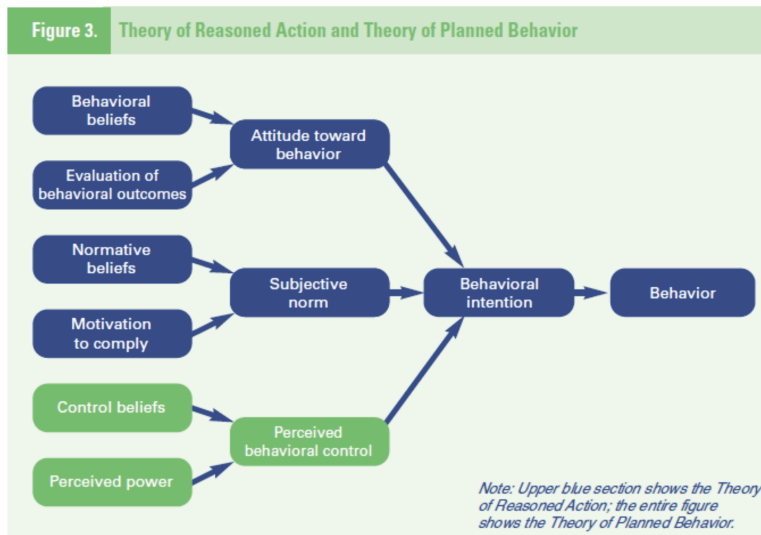 Figure 3.
Theory of Reasoned Action and Theory of Planned Behavior
Behavioral
beliefs
Evaluation of
behavioral outcomes
Attitude toward
behavior
Normative
beliefs
Motivation
to comply
Subjective
norm
Behavioral
intention
Behavior
Control beliefs
Perceived power
Perceived
behavioral control
Note: Upper blue section shows the Theory
of Reasoned Action; the entire figure
shows the Theory of Planned Behavior.